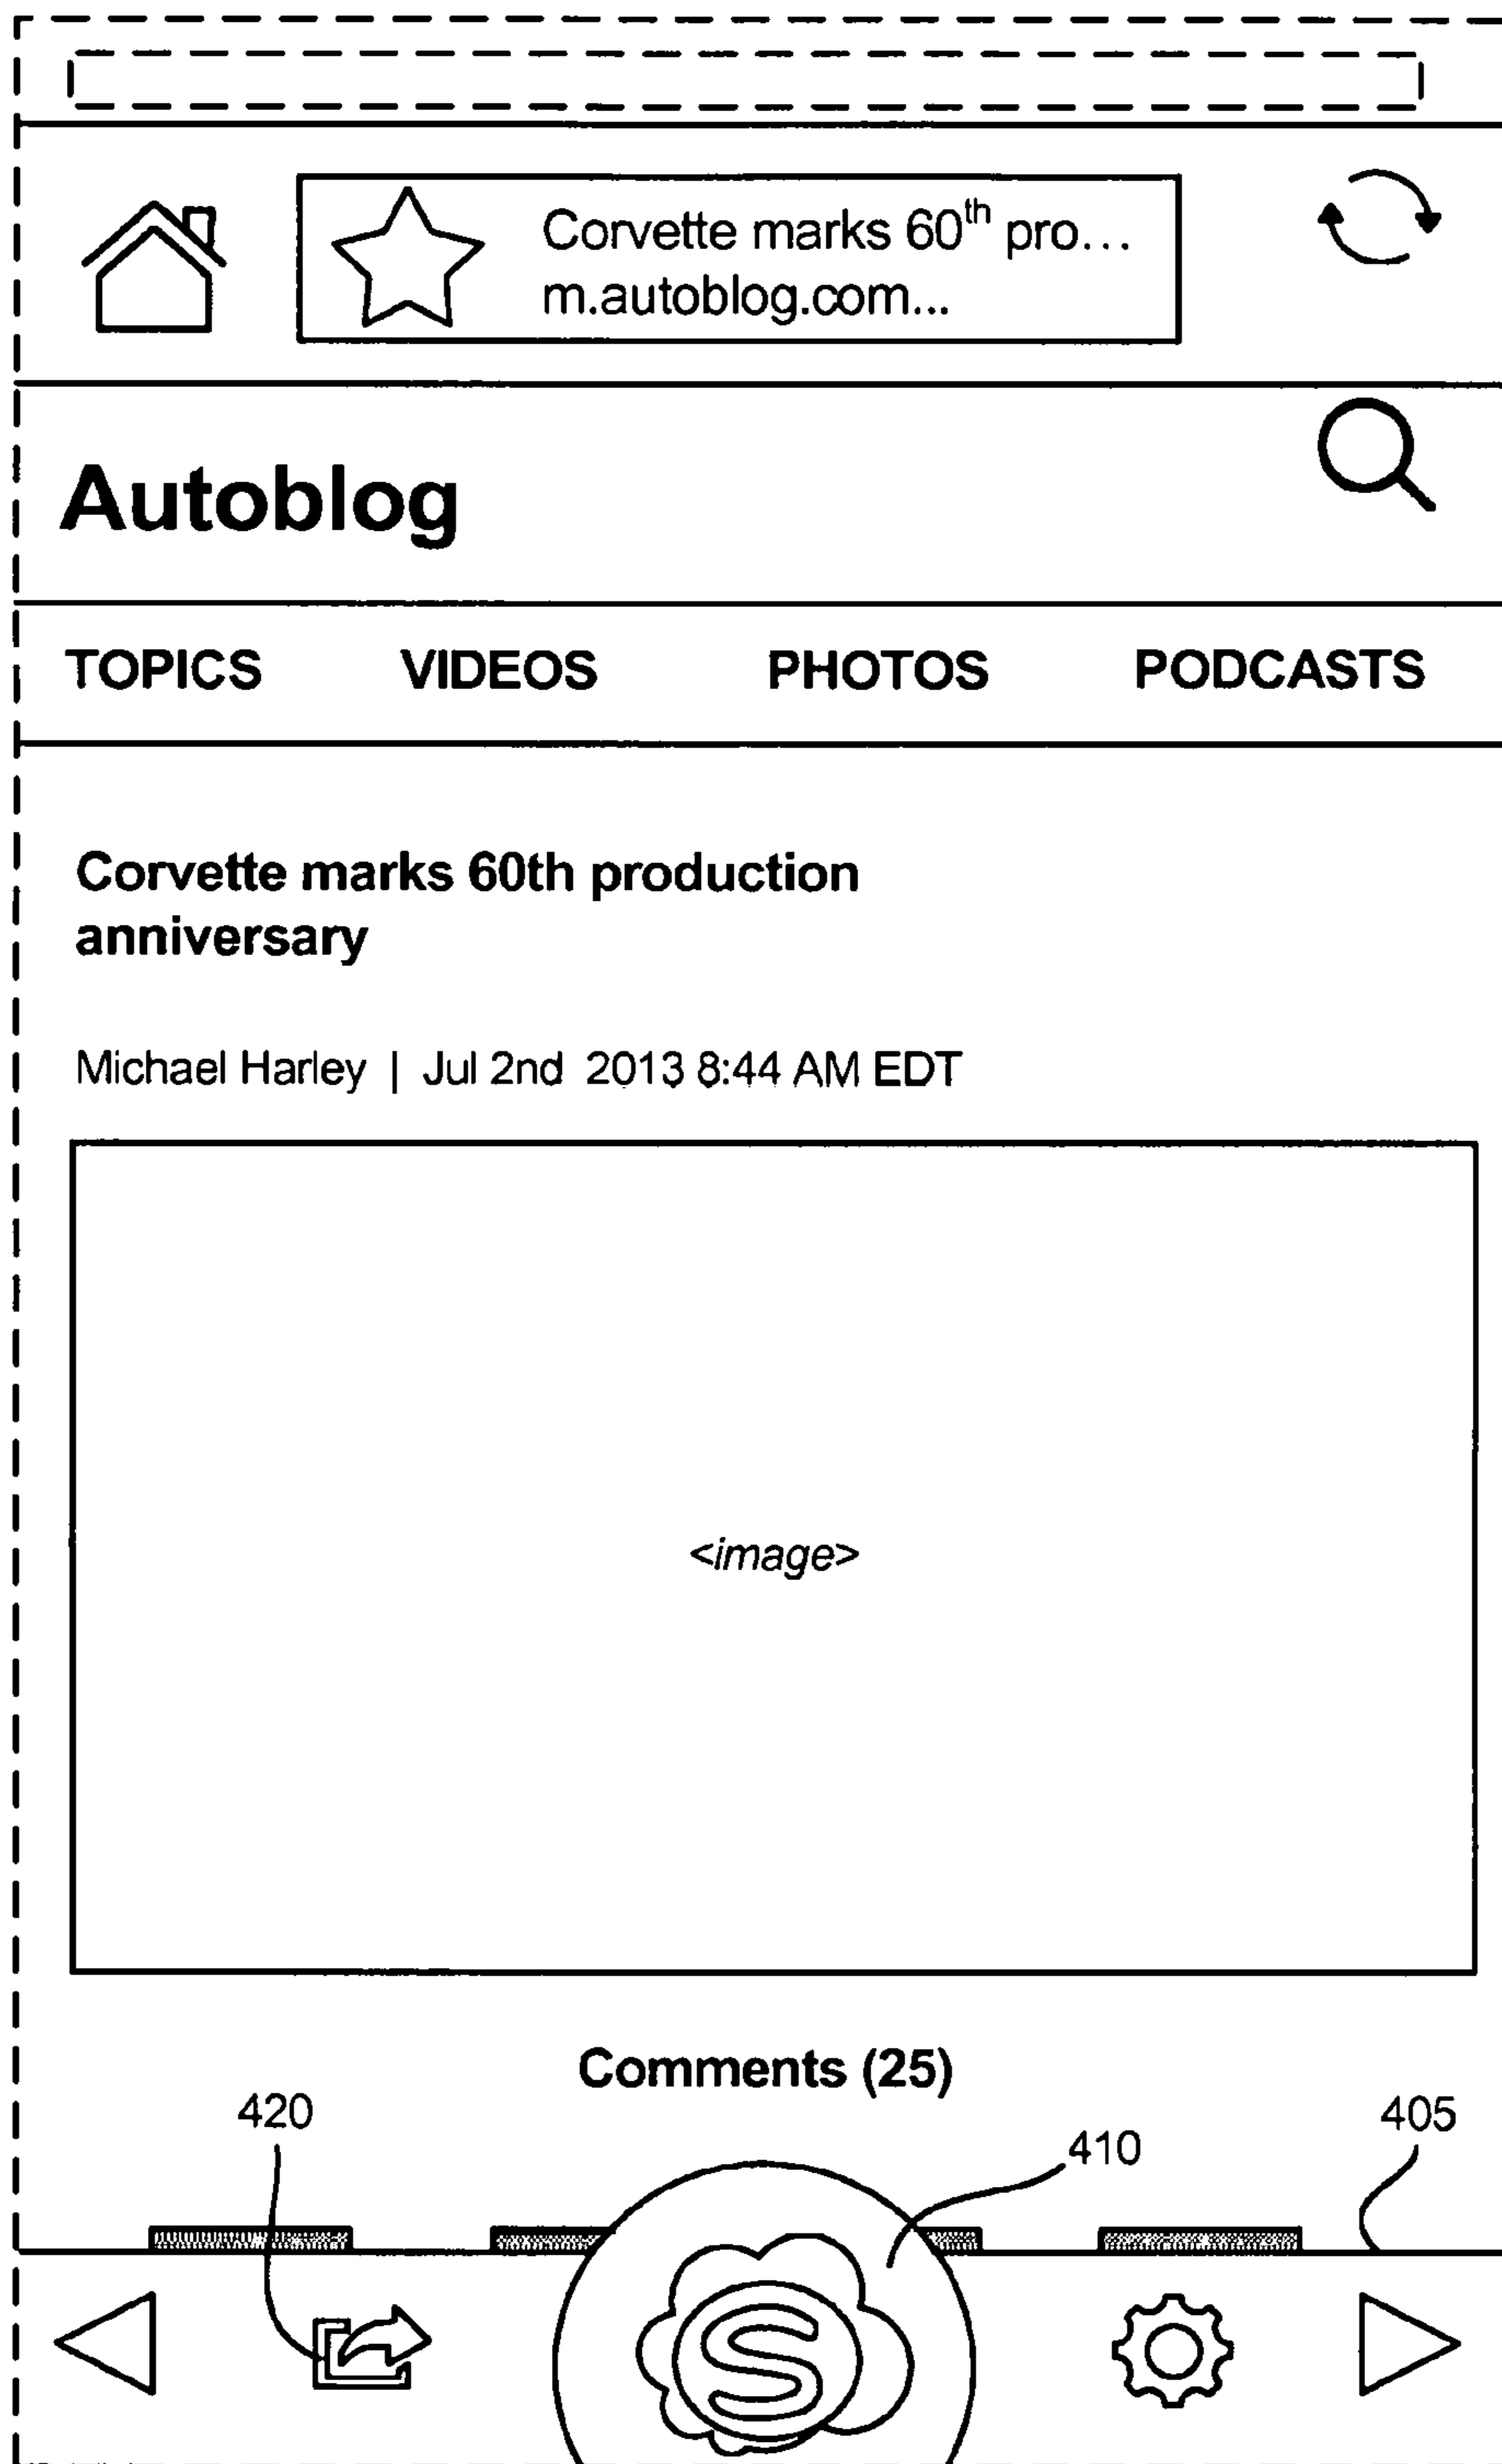 Corvette marks 60th pro...
m.autoblog.com...
Autoblog
TOPICS VIDEOS PHOTOS PODCASTS
Corvette marks 60th production
anniversary
Michael Harley | Jul 2nd 2013 8:44 AM EDT
<image>
Comments (25)
420
410
405
S